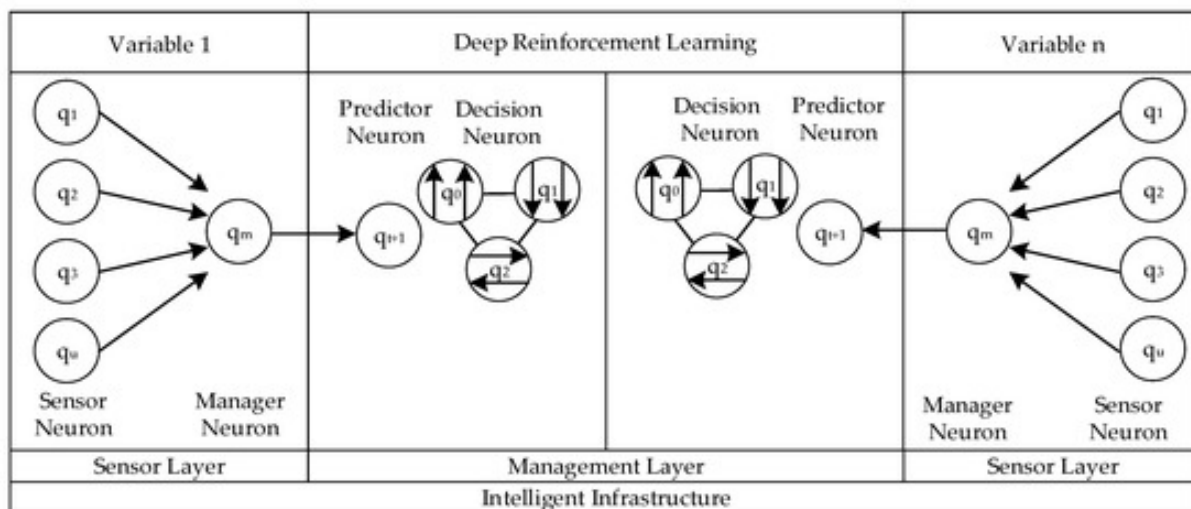 Variable 1
Deep Reinforcement Learning
Variable n
q1
q2
q3
qu
qm
Sensor
Neuron
Manager
Neuron
Predictor
Neuron
Decision
Neuron
qt+1
q0
q1
q2
Decision
Neuron
Predictor
Neuron
q0
q1
q2
qt+1
qm
q1
q2
q3
qu
Manager
Neuron
Sensor
Neuron
Sensor Layer
Management Layer
Sensor Layer
Intelligent Infrastructure